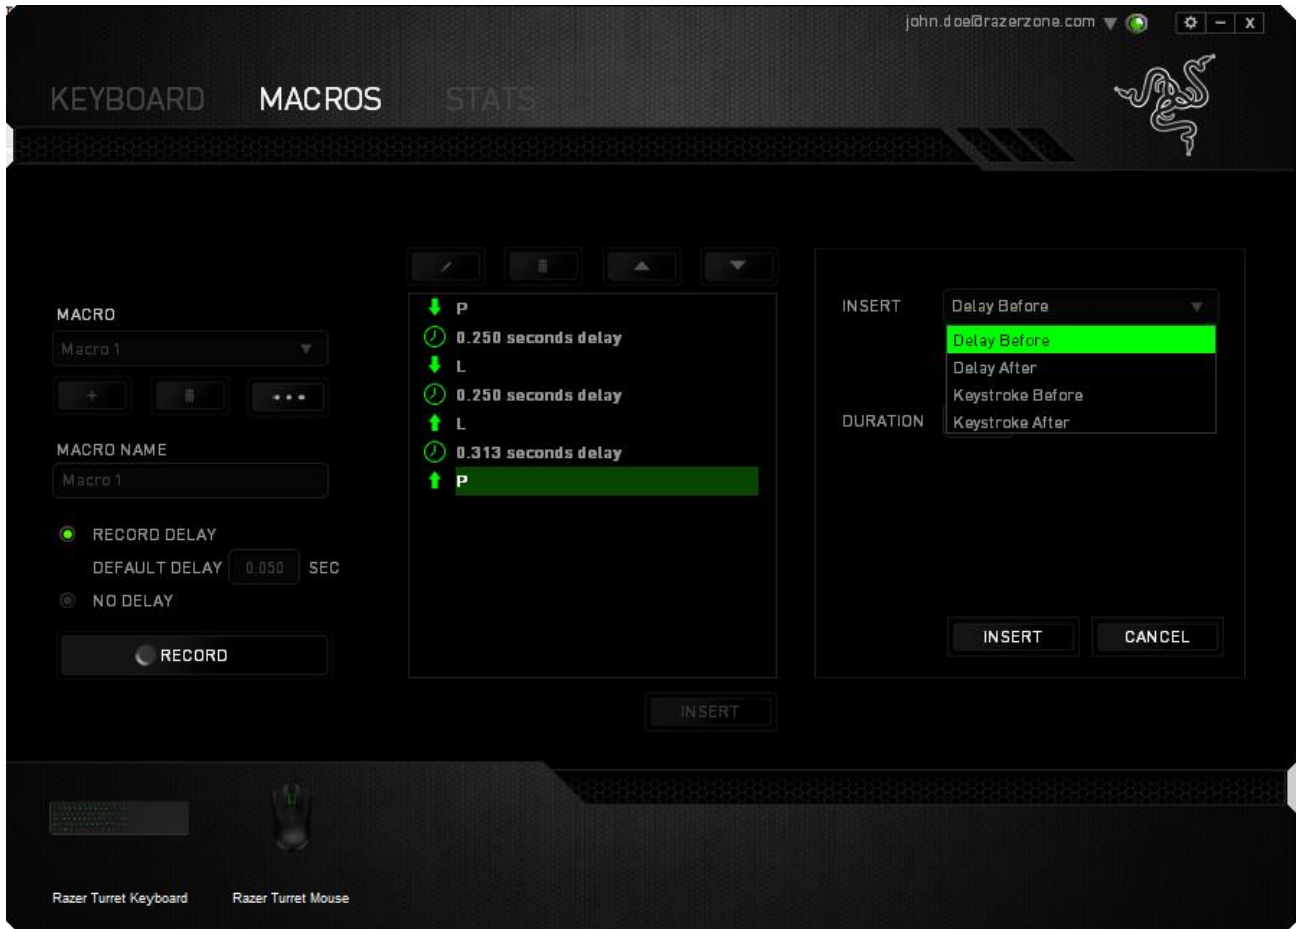 john.doe@razerzone.com
KEYBOARD MACROS STATS
MACRO
Macro 1
MACRO NAME
Macro 1
RECORD DELAY
DEFAULT DELAY 0.050 SEC
NO DELAY
RECORD
P
0.250 seconds delay
L
0.250 seconds delay
L
0.313 seconds delay
P
INSERT
INSERT Delay Before
Delay Before
Delay After
Keystroke Before
Keystroke After
DURATION
INSERT CANCEL
Razer Turret Keyboard Razer Turret Mouse